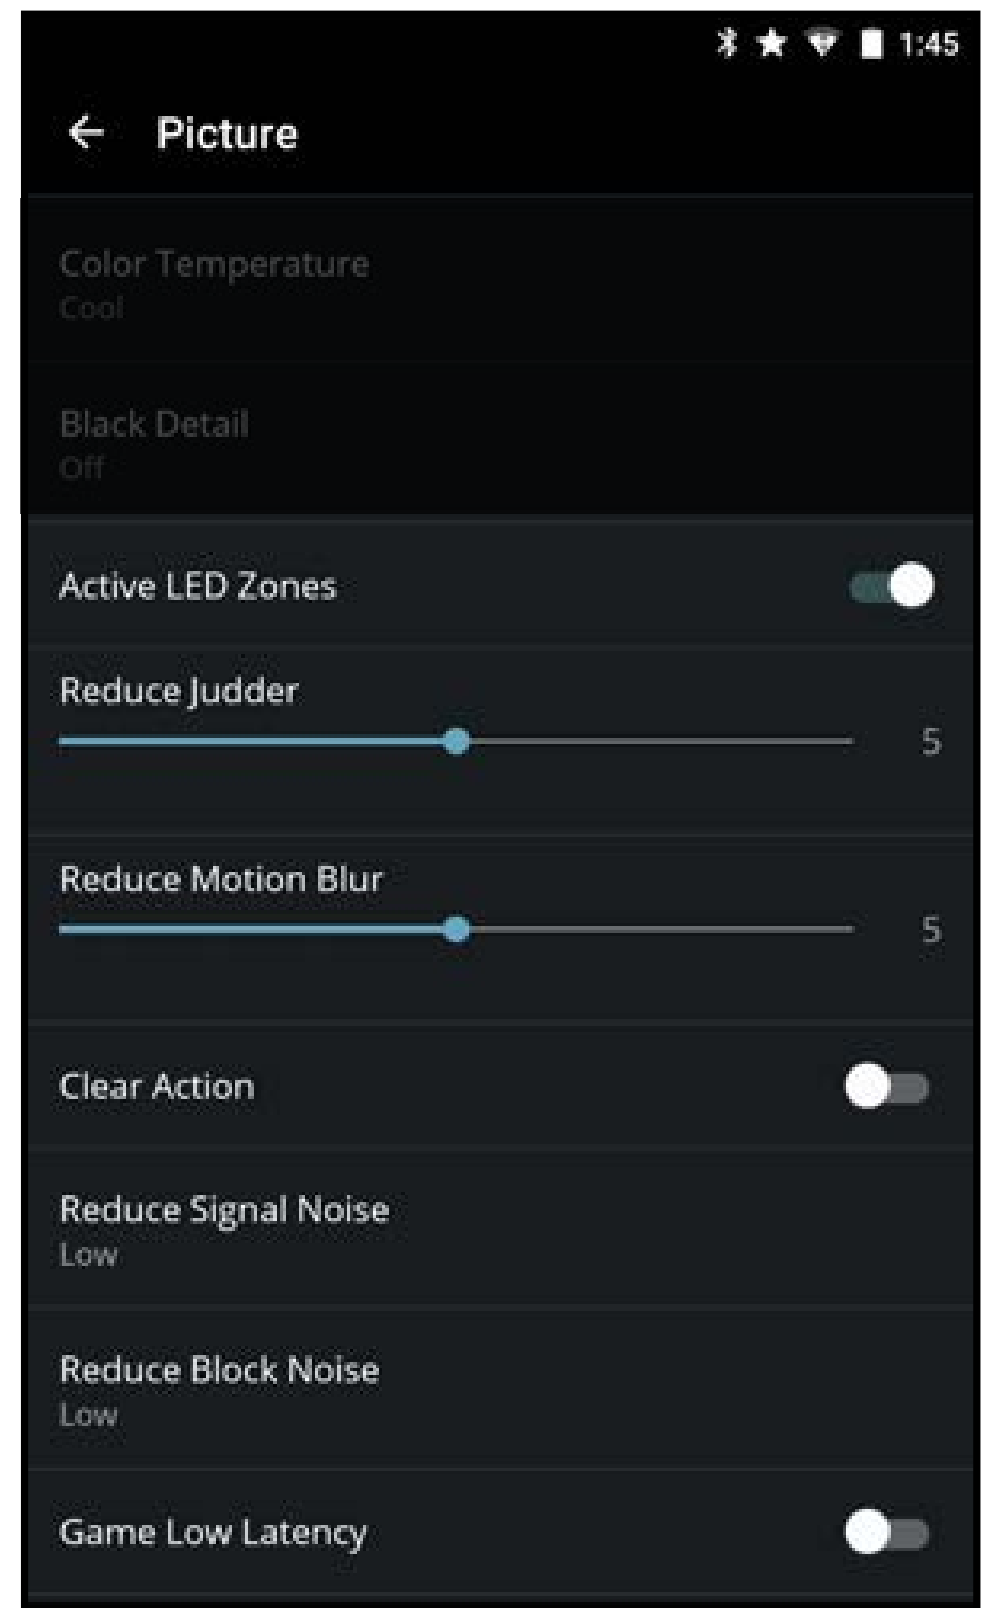 1:45
Picture
Color Temperature
Cool
Black Detail
Off
Active LED Zones
Reduce Judder
5
Reduce Motion Blur
5
Clear Action
Reduce Signal Noise
Low
Reduce Block Noise
Low
Game Low Latency